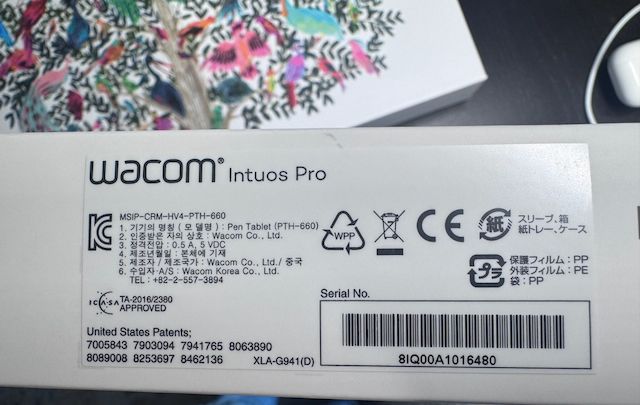 wacom® Intuos Pro
MSIP-CRM-HV4-PTH-660
1. 기기의 명칭 ( 모 델명 ) : Pen Tablet (PTH-660)
2. 인증받은 자의 상호 : Wacom Co., Ltd.
3. 정격전압 : 0.5 A, 5 VDC
4. 제조년월일 : 본체에 기재
5. 제조자 / 제조국가 : Wacom Co., Ltd./ 중국
6. 수입자·A/S : Wacom Korea Co., Ltd.
TEL : +82-2-557-3894
WPP
CE
紙
スリーブ、箱
紙トレー、ケース
プラ
保護フィルム : PP
外装フィルム : PE
袋 : PP
ICASA
TA-2016/2380
APPROVED
United States Patents;
7005843 7903094 7941765 8063890
8089008 8253697 8462136
XLA-G941(D)
Serial No.
8IQ00A1016480